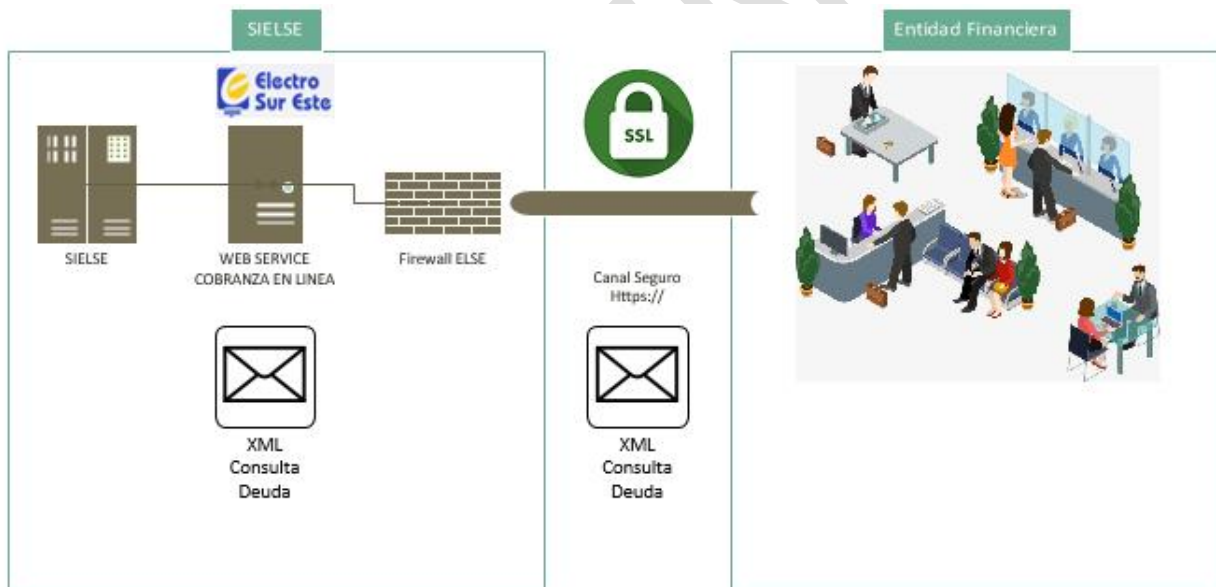 SIELSE
Entidad Financiera
Electro
Sur Este
SSL
SIELSE
WEB SERVICE
COBRANZA EN LINEA
Firewall ELSE
Canal Seguro
Https://
XML
Consulta
Deuda
XML
Consulta
Deuda